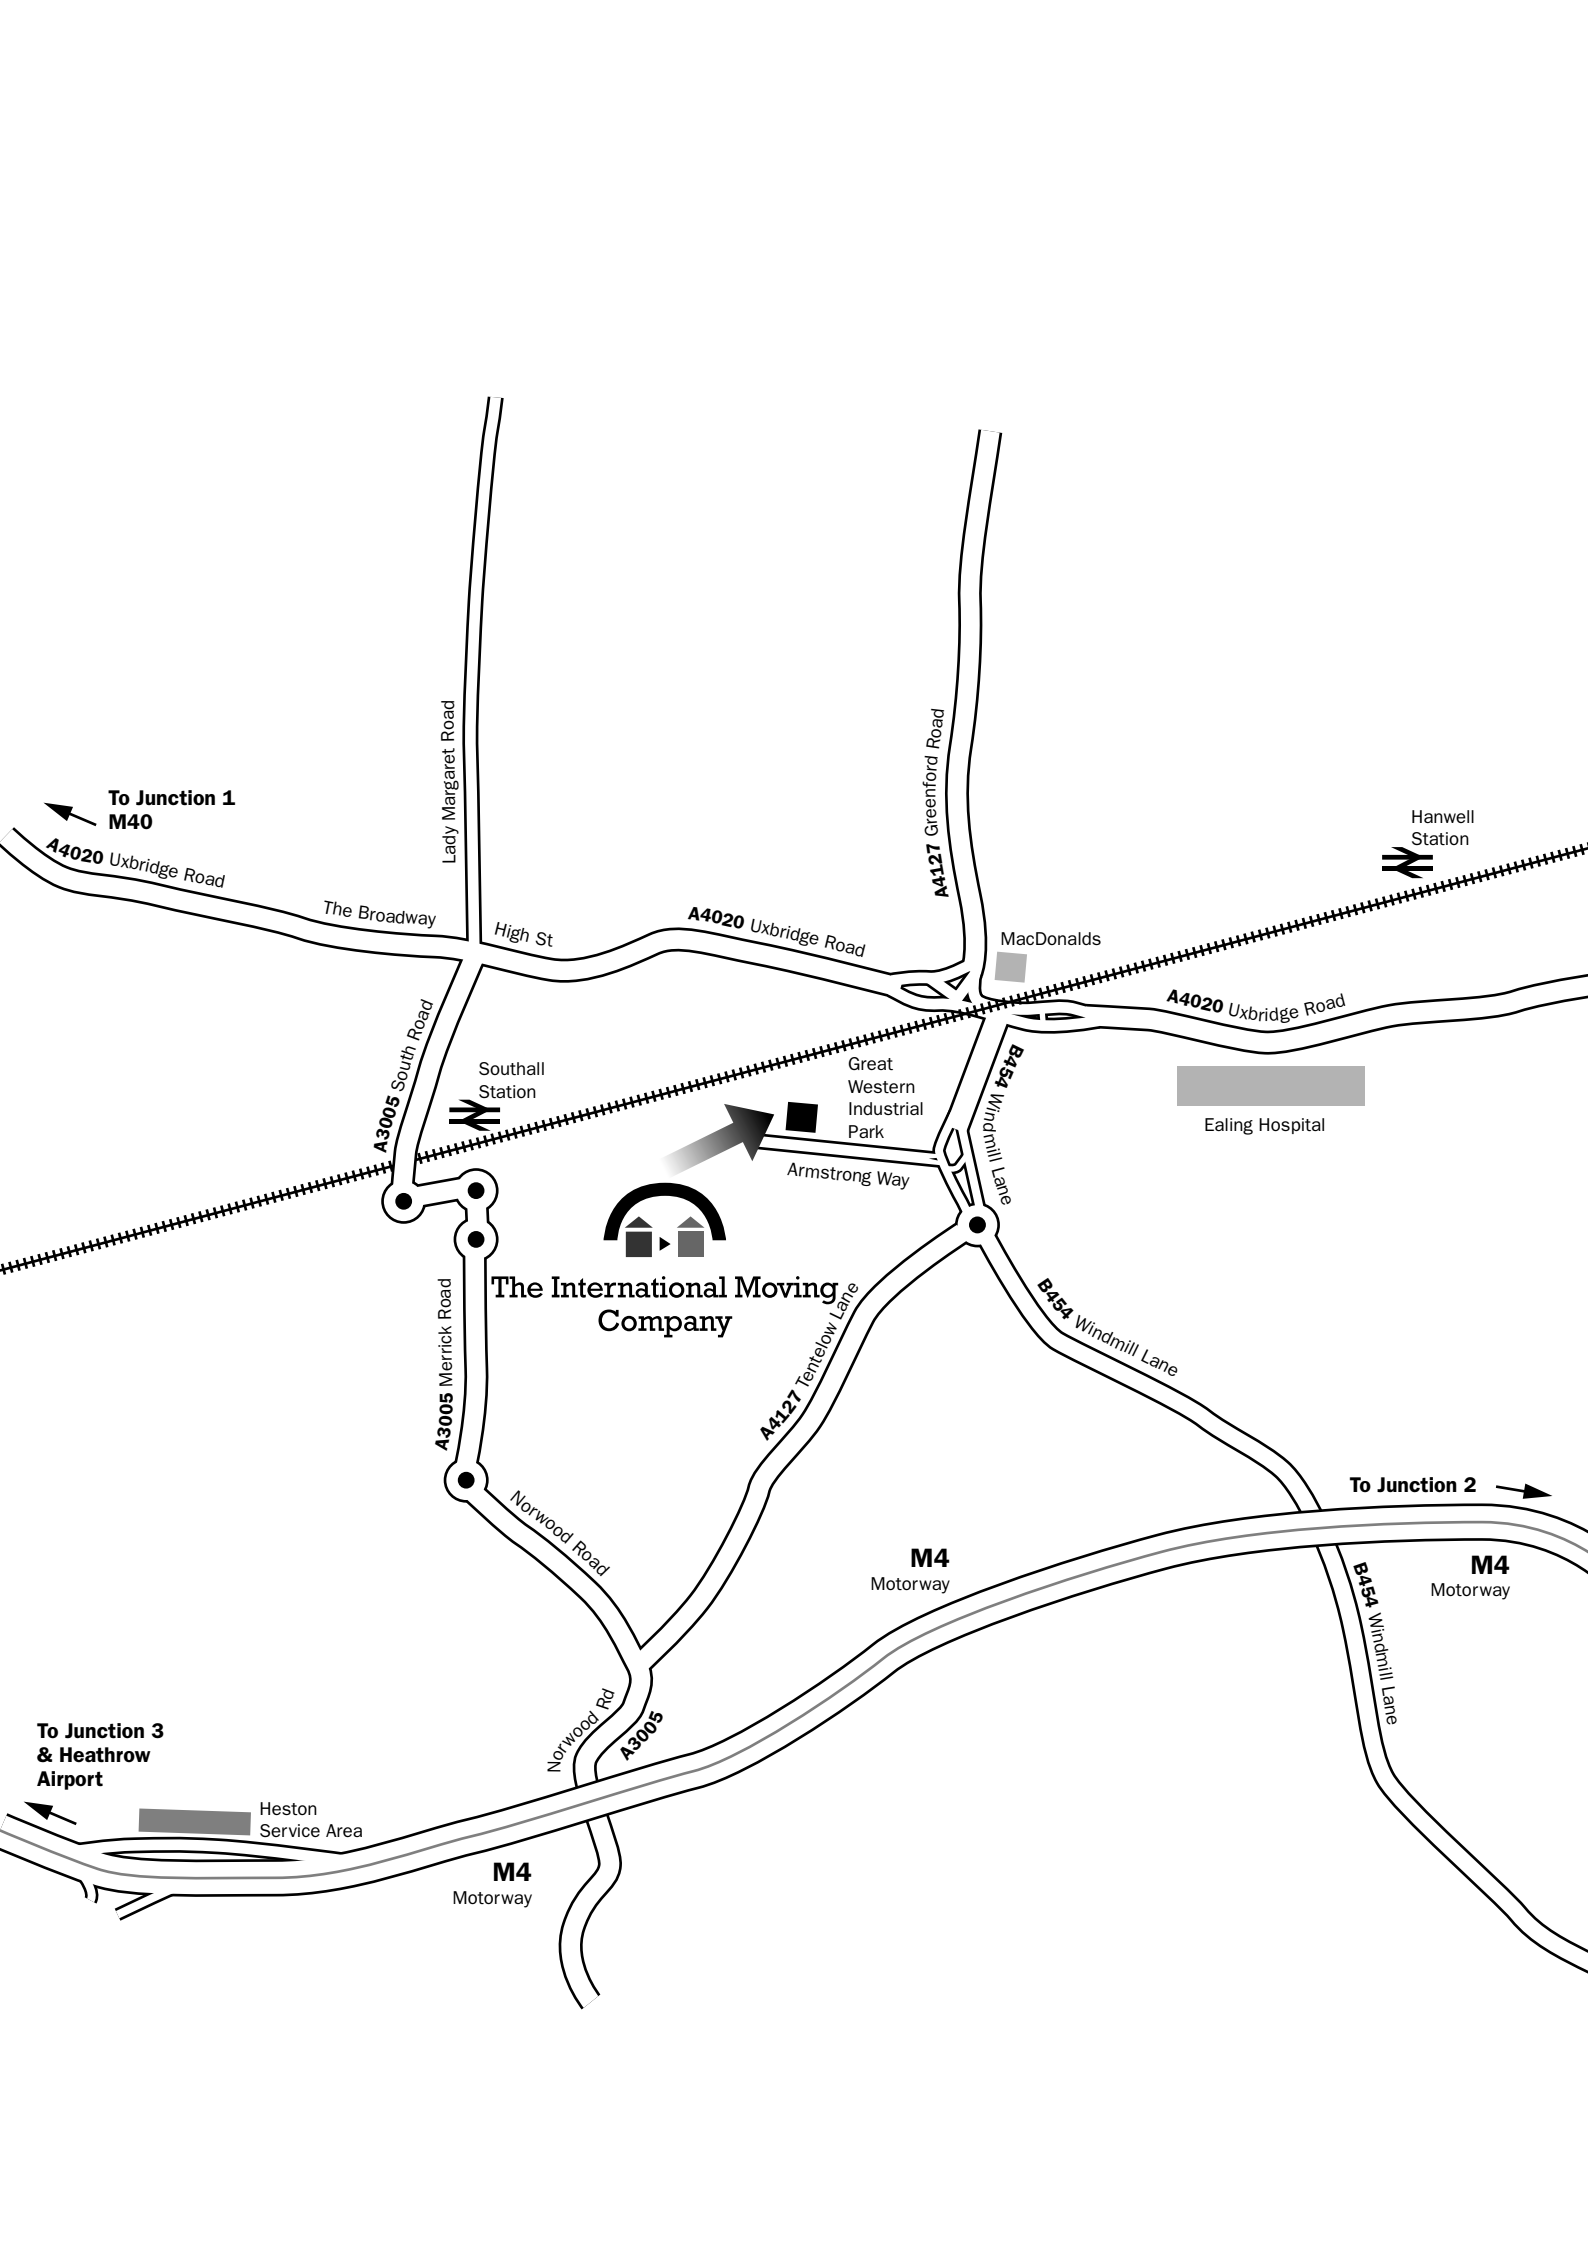 Lady Margaret Road
A4127 Greenford Road
To Junction 1
M40
A4020 Uxbridge Road
The Broadway
High St
A4020 Uxbridge Road
MacDonalds
Hanwell
Station
A4020 Uxbridge Road
A3005 South Road
Southall
Station
Great
Western
Industrial
Park
B454 Windmill Lane
Ealing Hospital
Armstrong Way
The International Moving
Company
A3005 Merrick Road
A4127 Tentelow Lane
B454 Windmill Lane
Norwood Road
To Junction 2
M4
Motorway
M4
Motorway
B454 Windmill Lane
Norwood Rd
A3005
To Junction 3
& Heathrow
Airport
Heston
Service Area
M4
Motorway